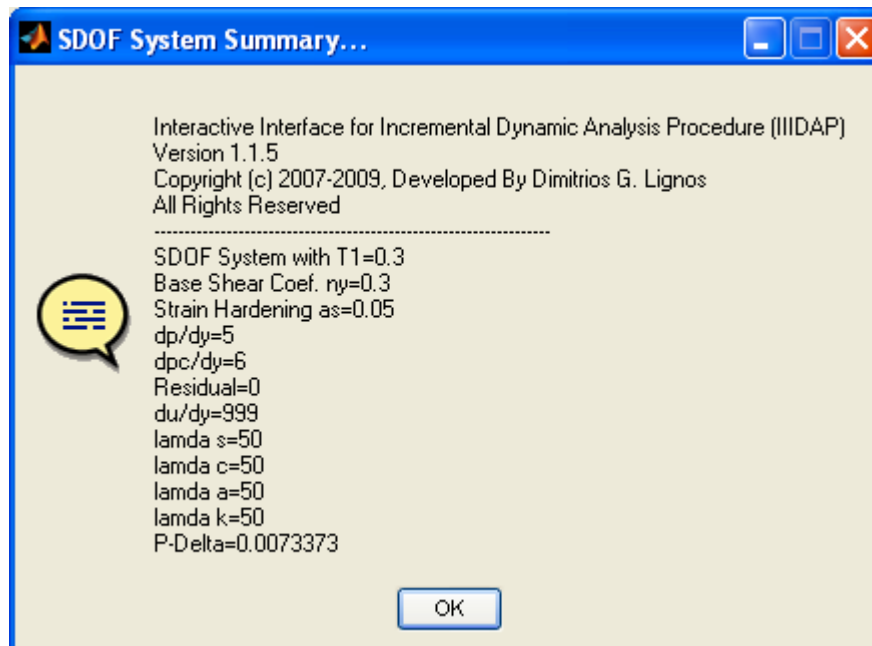 SDOF System Summary...
Interactive Interface for Incremental Dynamic Analysis Procedure (IIIDAP)
Version 1.1.5
Copyright (c) 2007-2009, Developed By Dimitrios G. Lignos
All Rights Reserved
------------------------------------------------------------------
SDOF System with T1=0.3
Base Shear Coef. ny=0.3
Strain Hardening as=0.05
dp/dy=5
dpc/dy=6
Residual=0
du/dy=999
lamda s=50
lamda c=50
lamda a=50
lamda k=50
P-Delta=0.0073373
OK